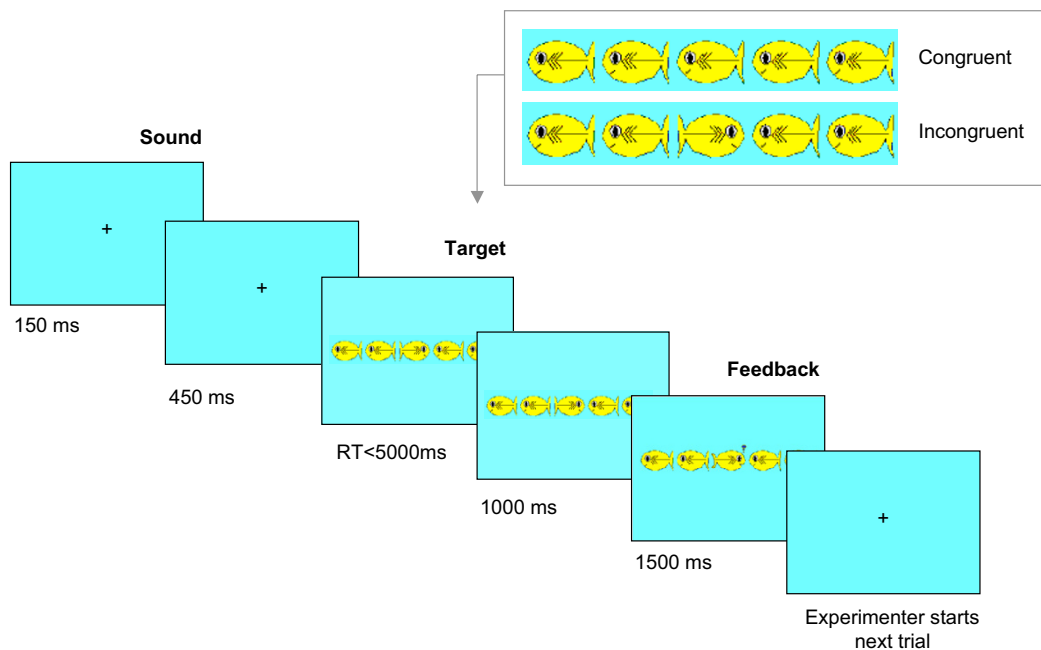 Congruent
Incongruent
Sound
Target
150 ms
450 ms
Feedback
RT<5000ms
1000 ms
1500 ms
Experimenter starts
next trial